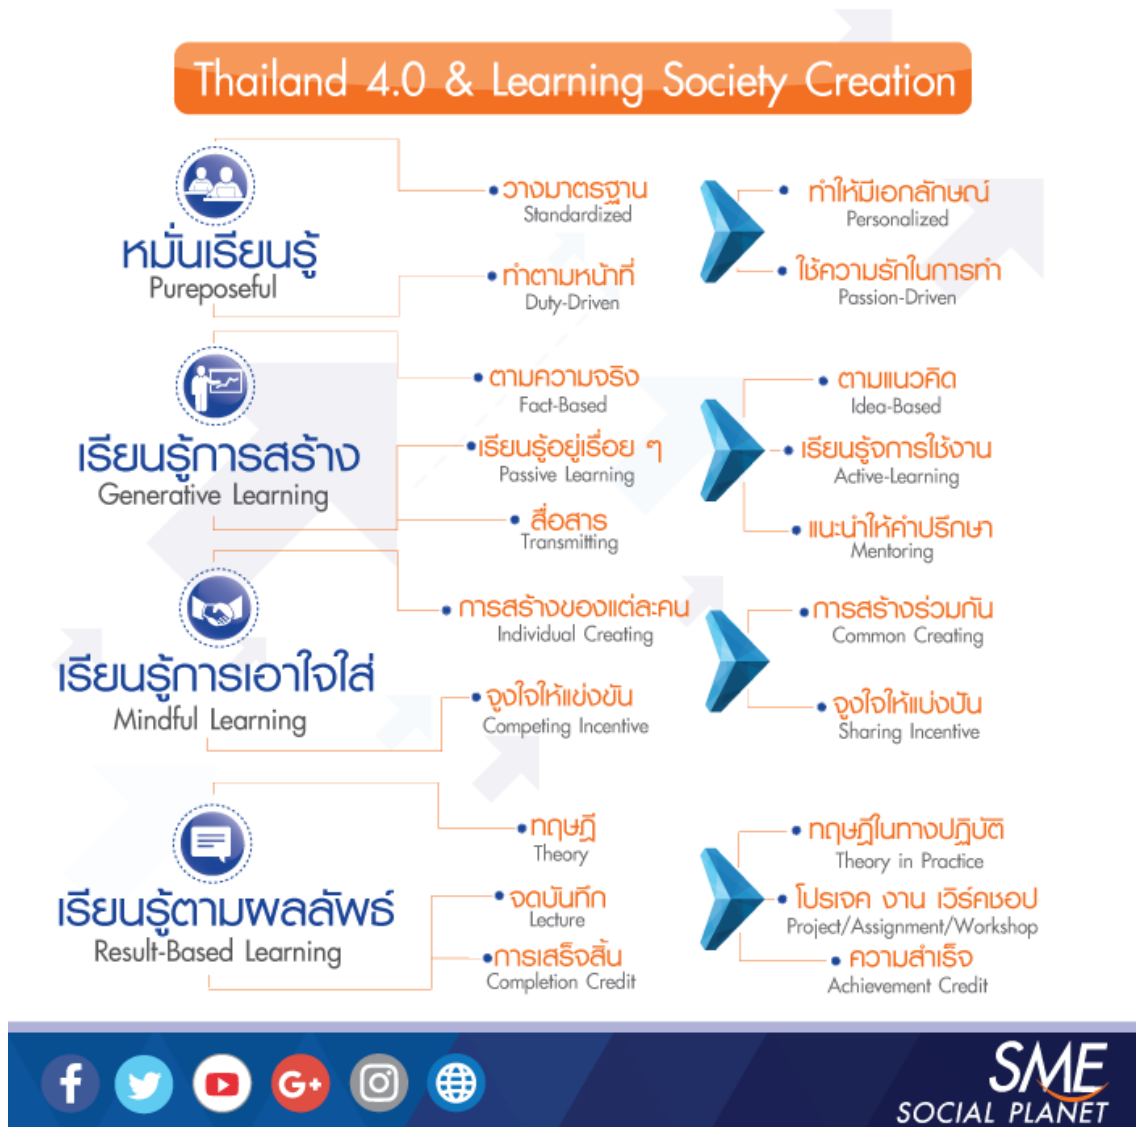 Thailand 4.0 & Learning Society Creation
หมั่นเรียนรู้
Pureposeful
วางมาตรฐาน
Standardized
ทำตามหน้าที่
Duty-Driven
ทำให้มีเอกลักษณ์
Personalized
ใช้ความรักในการทำ
Passion-Driven
เรียนรู้การสร้าง
Generative Learning
ตามความจริง
Fact-Based
เรียนรู้อยู่เรื่อย ๆ
Passive Learning
สื่อสาร
Transmitting
ตามแนวคิด
Idea-Based
เรียนรู้จการใช้งาน
Active-Learning
แนะนำให้คำปรึกษา
Mentoring
เรียนรู้การเอาใจใส่
Mindful Learning
การสร้างของแต่ละคน
Individual Creating
จูงใจให้แข่งขัน
Competing Incentive
การสร้างร่วมกัน
Common Creating
จูงใจให้แบ่งปัน
Sharing Incentive
เรียนรู้ตามผลลัพธ์
Result-Based Learning
ทฤษฎี
Theory
จดบันทึก
Lecture
การเสร็จสิ้น
Completion Credit
ทฤษฎีในทางปฏิบัติ
Theory in Practice
โปรเจค งาน เวิร์คชอป
Project/Assignment/Workshop
ความสำเร็จ
Achievement Credit
SME
SOCIAL PLANET